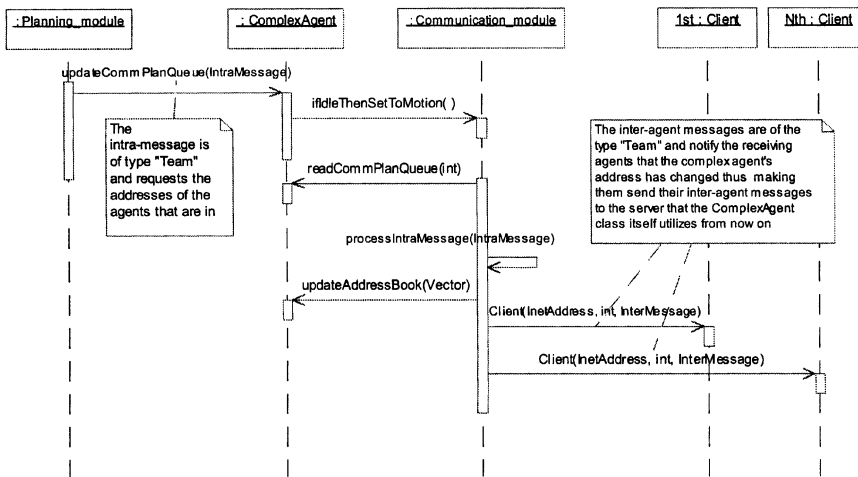 : Planning_module
: ComplexAgent
: Communication_module
1st : Client
Nth : Client
updateCommPlanQueue(IntraMessage)
ifIdleThenSetToMotion( )
The
intra-message is
of type "Team"
and requests the
addresses of the
agents that are in
The inter-agent messages are of the
type "Team" and notify the receiving
agents that the complex agent's
address has changed thus making
them send their inter-agent messages
to the server that the ComplexAgent
class itself utilizes from now on
readCommPlanQueue(int)
processIntraMessage(IntraMessage)
updateAddressBook(Vector)
Client(InetAddress, int, InterMessage)
Client(InetAddress, int, InterMessage)